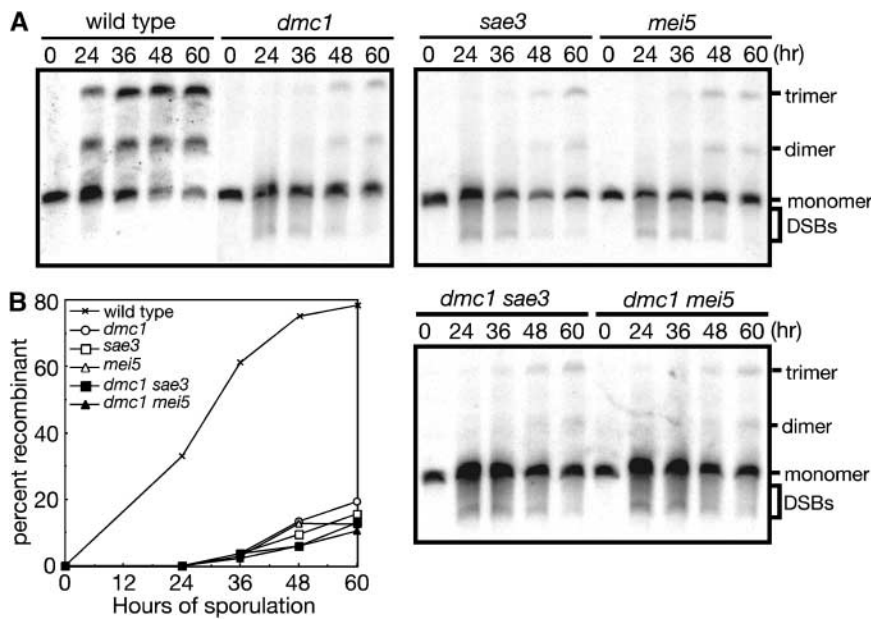 A
wild type dmc1
0 24 36 48 60 0 24 36 48 60
sae3 mei5
0 24 36 48 60 0 24 36 48 60 (hr)
trimer
dimer
monomer
DSBs
B
80
60
40
20
0
percent recombinant
wild type
dmc1
sae3
mei5
dmc1 sae3
dmc1 mei5
0 12 24 36 48 60
Hours of sporulation
dmc1 sae3 dmc1 mei5
0 24 36 48 60 0 24 36 48 60 (hr)
trimer
dimer
monomer
DSBs